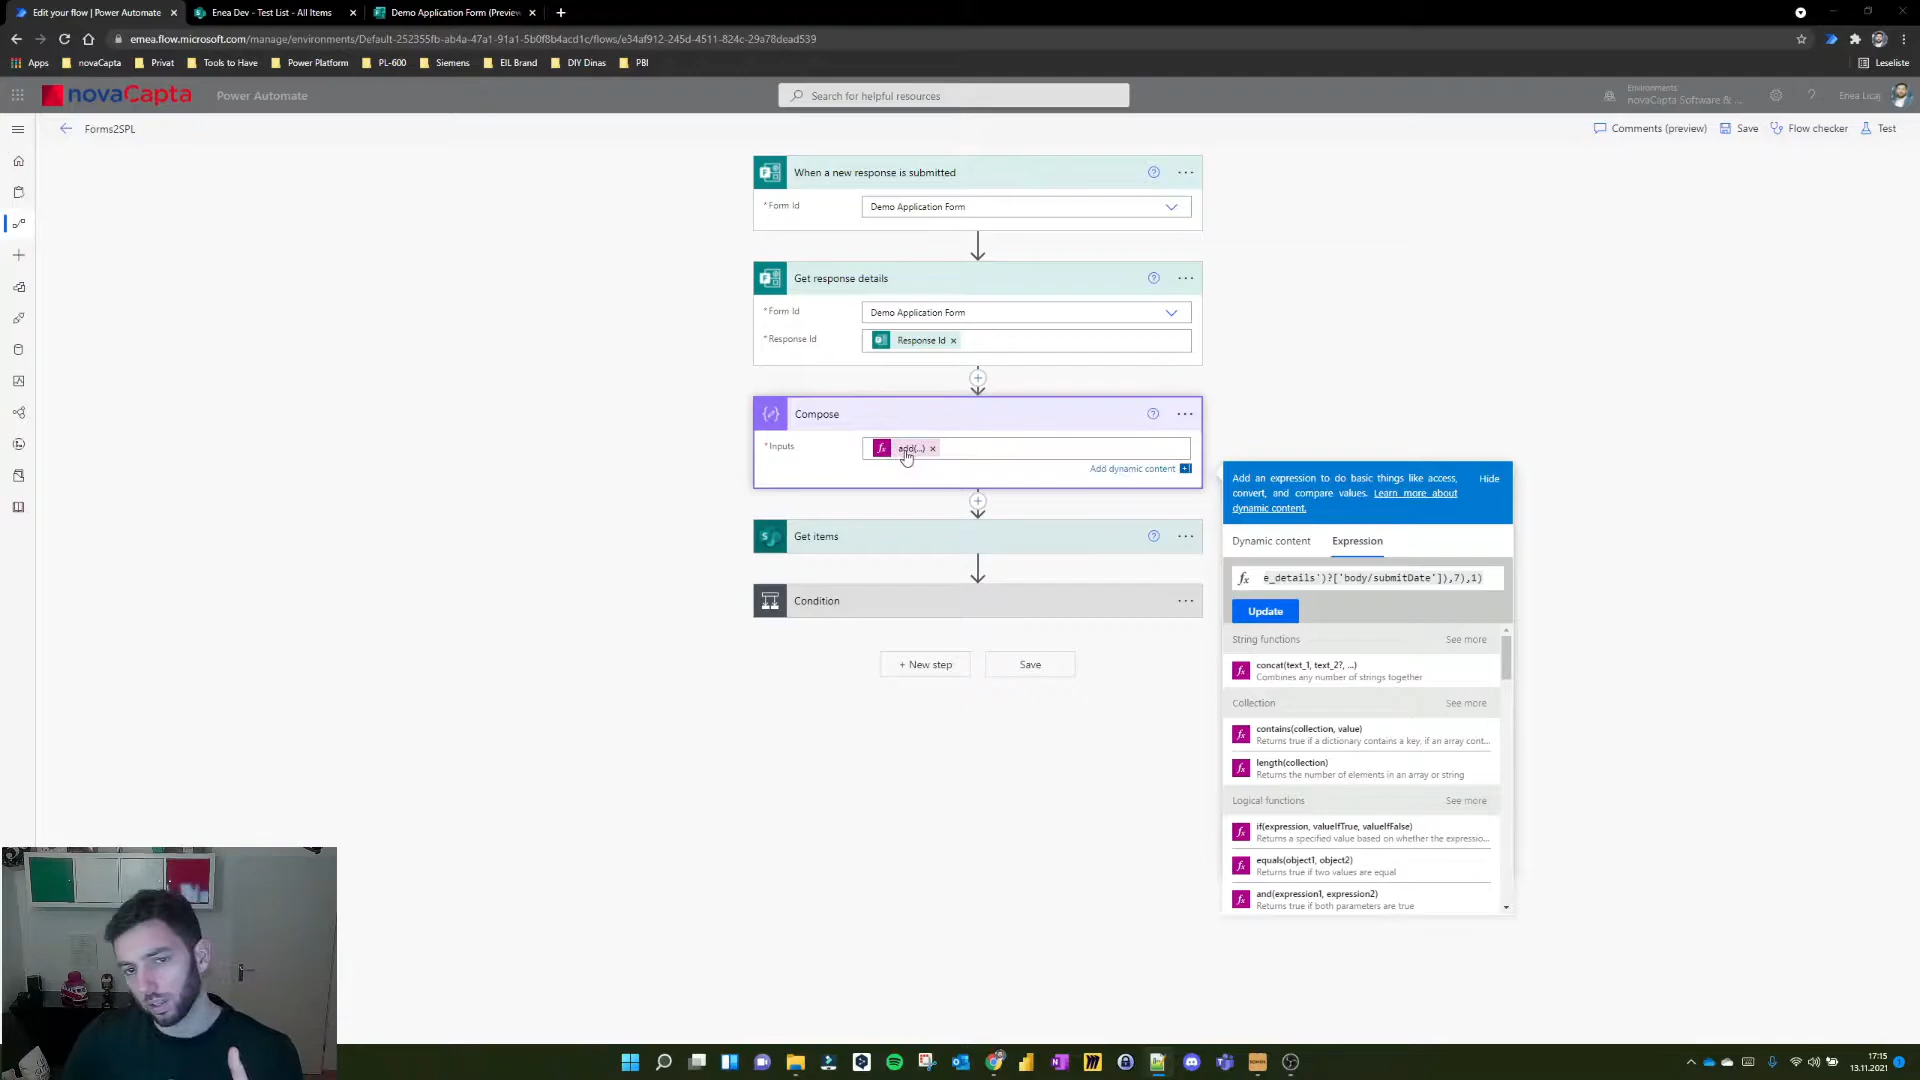 Edit your flow | Power Automate
Enea Dev - Test List - All Items
Demo Application Form (Preview
emea.flow.microsoft.com/manage/environments/Default-252355fb-ab4a-47a1-91a1-5b0f8b4acd1c/flows/e34af912-245d-4511-824c-29a78dead539
Apps
novaCapta
Privat
Tools to Have
Power Platform
PL-600
Siemens
EIL Brand
DIY Dinas
PBI
Leseliste
novaCapta
Power Automate
Search for helpful resources
Environments
novaCapta Software & ...
Enea Licaj
Forms2SPL
Comments (preview)
Save
Flow checker
Test
When a new response is submitted
* Form Id
Demo Application Form
Get response details
* Form Id
Demo Application Form
* Response Id
Response Id
Compose
* Inputs
add(...)
Add dynamic content
Get items
Condition
+ New step
Save
Add an expression to do basic things like access,
convert, and compare values. Learn more about
dynamic content.
Hide
Dynamic content
Expression
fx
e_details')?['body/submitDate']),7),1)
Update
String functions
See more
concat(text_1, text_2?, ...)
Combines any number of strings together
Collection
See more
contains(collection, value)
Returns true if a dictionary contains a key, if an array cont...
length(collection)
Returns the number of elements in an array or string
Logical functions
See more
if(expression, valueIfTrue, valueIfFalse)
Returns a specified value based on whether the expressio...
equals(object1, object2)
Returns true if two values are equal
and(expression1, expression2)
Returns true if both parameters are true
17:15
13.11.2021